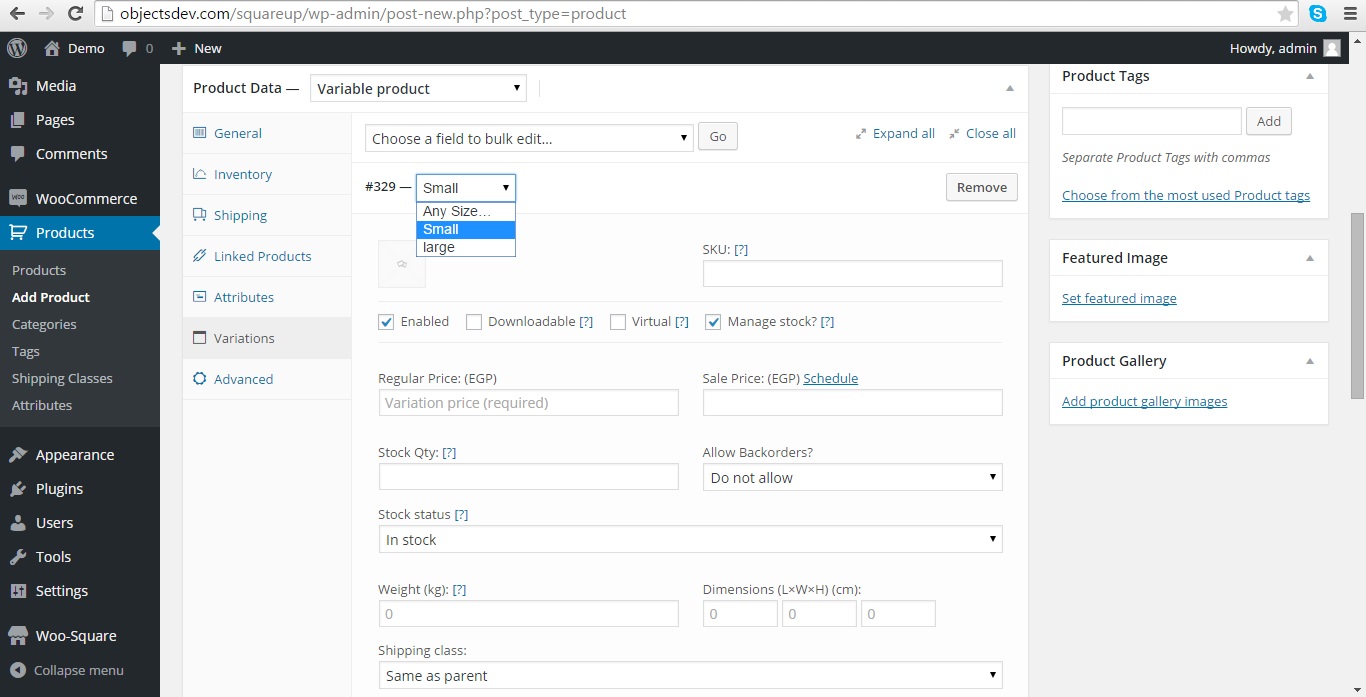 objectsdev.com/squareup/wp-admin/post-new.php?post_type=product
Demo 0 New Howdy, admin
Media
Pages
Comments
WooCommerce
Products
Products
Add Product
Categories
Tags
Shipping Classes
Attributes
Appearance
Plugins
Users
Tools
Settings
Woo-Square
Collapse menu
Product Data — Variable product
General
Inventory
Shipping
Linked Products
Attributes
Variations
Advanced
Choose a field to bulk edit... Go Expand all Close all
#329 — Small Remove
Any Size…
Small
large
SKU: [?]
Enabled Downloadable [?] Virtual [?] Manage stock? [?]
Regular Price: (EGP) Sale Price: (EGP) Schedule
Variation price (required)
Stock Qty: [?] Allow Backorders?
Do not allow
Stock status [?]
In stock
Weight (kg): [?] Dimensions (L×W×H) (cm):
0 0 0 0
Shipping class:
Same as parent
Product Tags
Add
Separate Product Tags with commas
Choose from the most used Product tags
Featured Image
Set featured image
Product Gallery
Add product gallery images